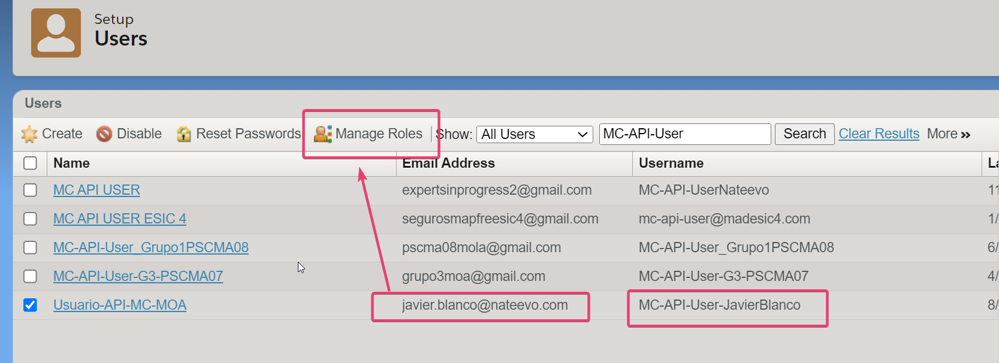 Setup
Users
Users
Create Disable Reset Passwords Manage Roles Show: All Users MC-API-User Search Clear Results More »
Name Email Address Username La
MC API USER expertsinprogress2@gmail.com MC-API-UserNateevo 11
MC API USER ESIC 4 segurosmapfreesic4@gmail.com mc-api-user@madesic4.com 1/
MC-API-User_Grupo1PSCMA08 pscma08mola@gmail.com MC-API-User_Grupo1PSCMA08 6/
MC-API-User-G3-PSCMA07 grupo3moa@gmail.com MC-API-User-G3-PSCMA07 4/
Usuario-API-MC-MOA javier.blanco@nateevo.com MC-API-User-JavierBlanco 8/